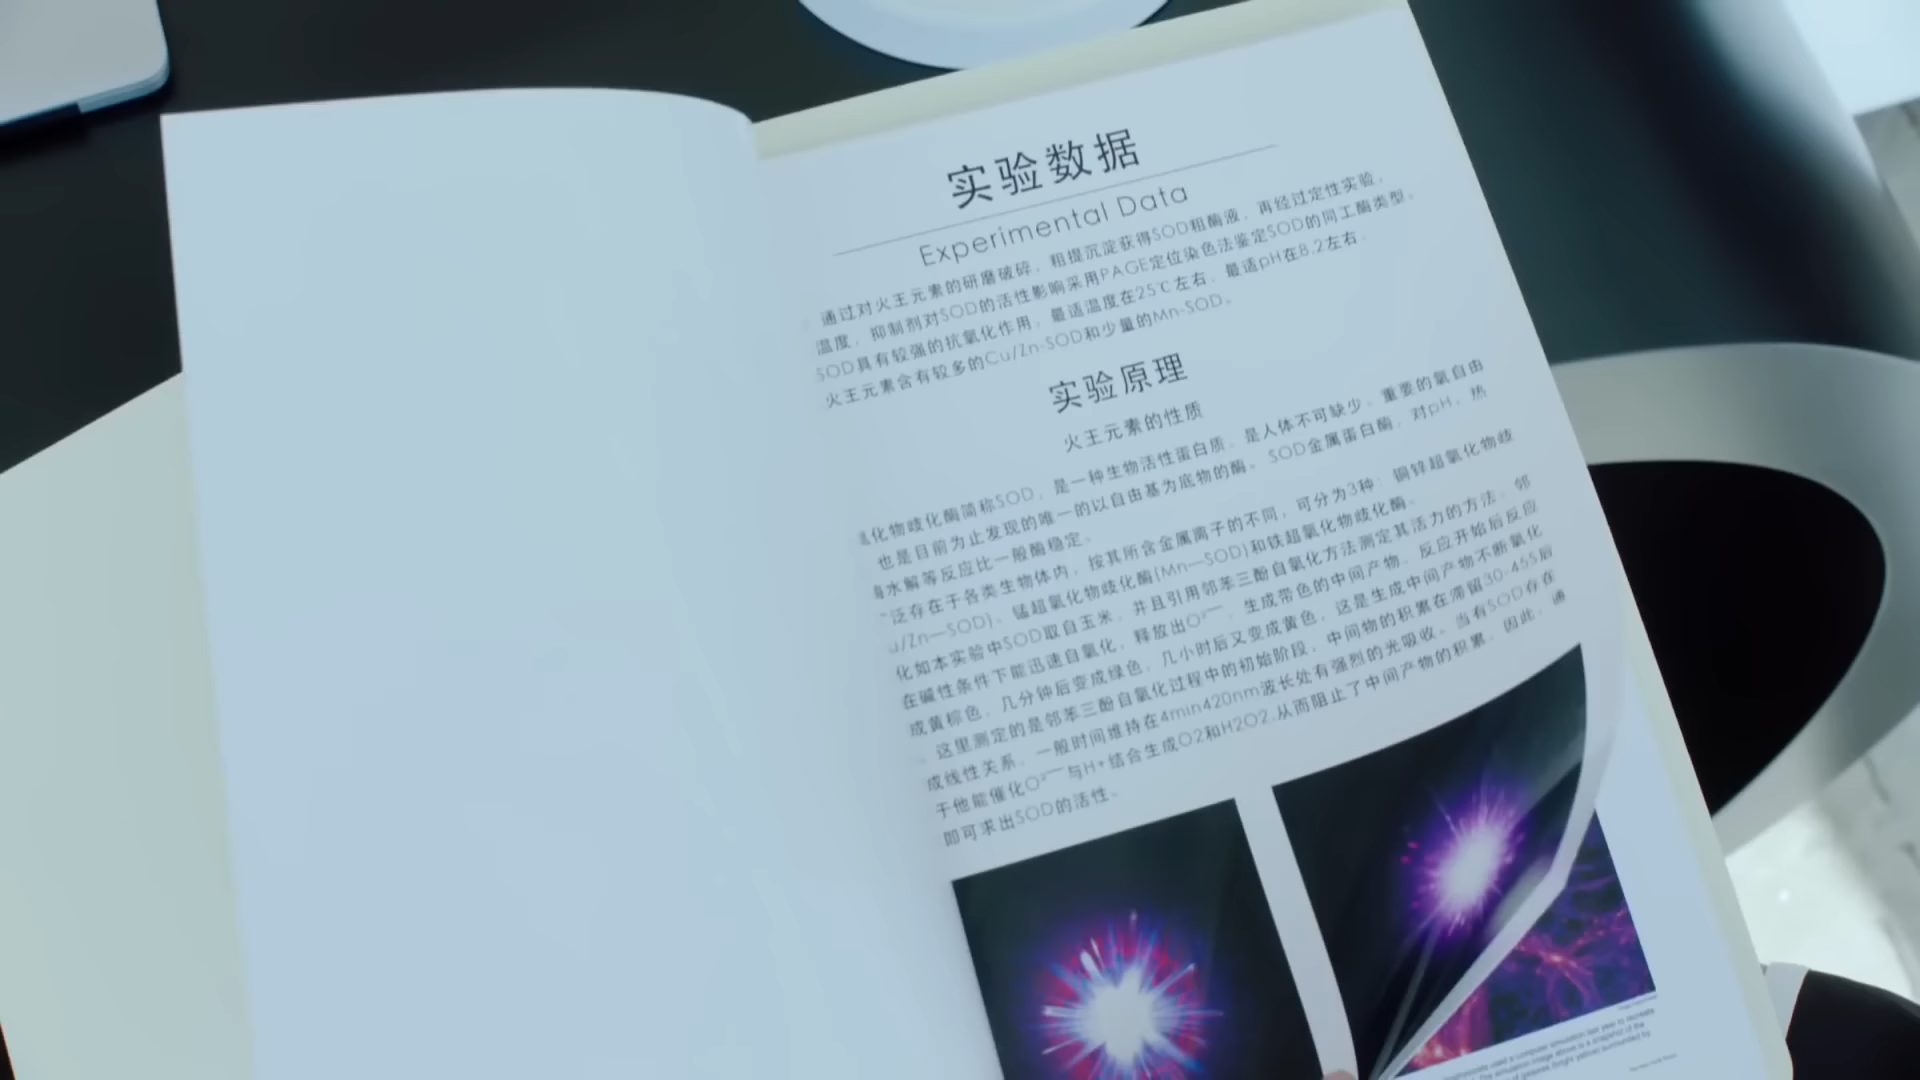 实验数据
Experimental Data
通过对火王元素的研磨破碎，粗提沉淀获得SOD粗酶液，再经过定性实验，
温度，抑制剂对SOD的活性影响采用PAGE定位染色法鉴定SOD的同工酶类型。
SOD具有较强的抗氧化作用，最适温度在25℃左右，最适pH在8.2左右，
火王元素含有较多的Cu/Zn-SOD和少量的Mn-SOD。
实验原理
火王元素的性质
化物歧化酶简称SOD，是一种生物活性蛋白质，是人体不可缺少、重要的氧自由
也是目前为止发现的唯一的以自由基为底物的酶。SOD金属蛋白酶，对pH，热
水解等反应比一般酶稳定。
泛存在于各类生物体内，按其所含金属离子的不同，可分为3种：铜锌超氧化物歧
u/Zn—SOD)、锰超氧化物歧化酶(Mn—SOD)和铁超氧化物歧化酶。
化如本实验中SOD取自玉米，并且引用邻苯三酚自氧化方法测定其活力的方法，邻
在碱性条件下能迅速自氧化，释放出O²⁻，生成带色的中间产物，反应开始后反应
成黄棕色，几分钟后变成绿色，几小时后又变成黄色，这是生成中间产物不断氧化
。这里测定的是邻苯三酚自氧化过程中的初始阶段，中间物的积累在滞留30-45S后
成线性关系，一般时间维持在4min420nm波长处有强烈的光吸收。当有SOD存在
于他能催化O²⁻与H+结合生成O2和H2O2,从而阻止了中间产物的积累，因此，通
即可求出SOD的活性、
used a computer simulation last year to recreate
The simulation image above is a snapshot of the
of galaxies (bright yellow) surrounded by